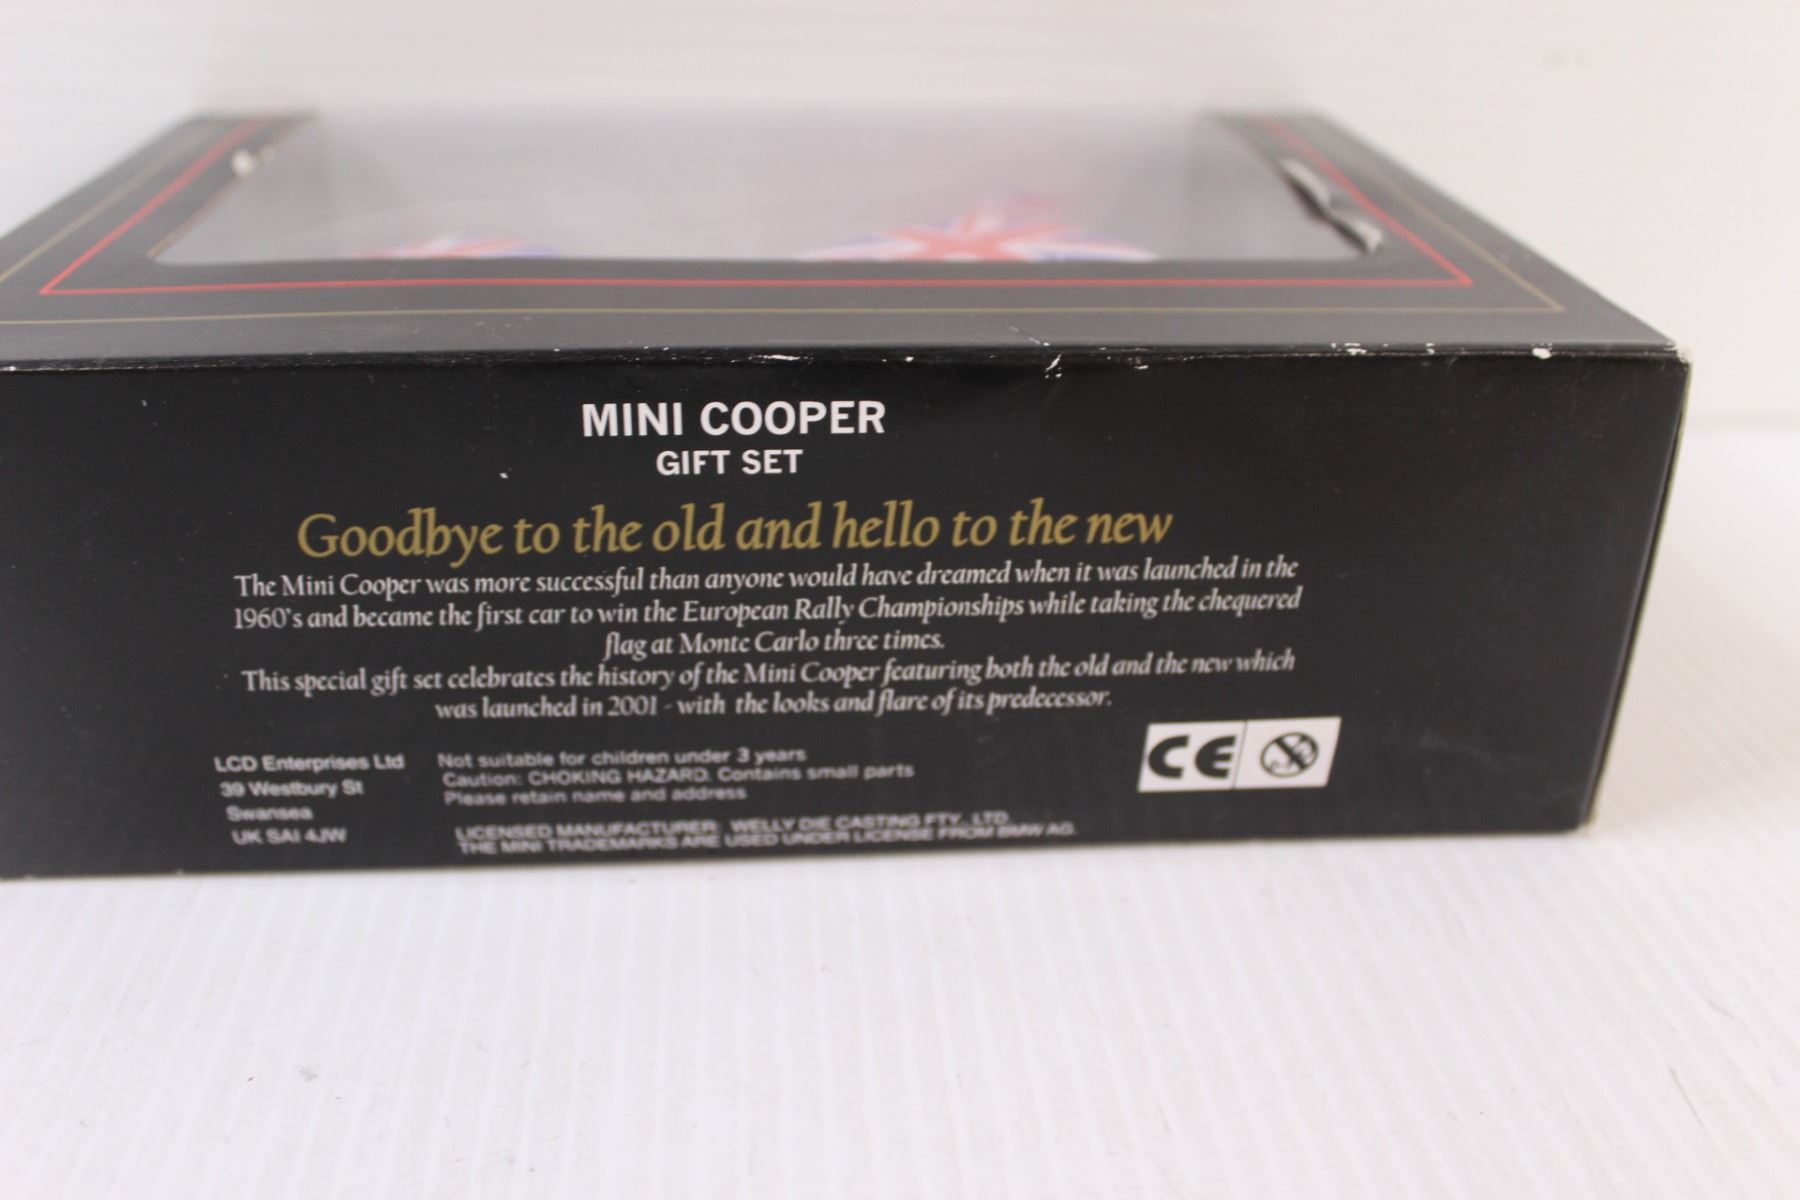 MINI COOPER
GIFT SET
Goodbye to the old and hello to the new
The Mini Cooper was more successful than anyone would have dreamed when it was launched in the
1960's and became the first car to win the European Rally Championships while taking the chequered
flag at Monte Carlo three times.
This special gift set celebrates the history of the Mini Cooper featuring both the old and the new which
was launched in 2001 - with the looks and flare of its predecessor.
LCD Enterprises Ltd
39 Westbury St
Swansea
UK SA1 4JW
Not suitable for children under 3 years
Caution: CHOKING HAZARD. Contains small parts
Please retain name and address
LICENSED MANUFACTURER: WELLY DIE CASTING FTY. LTD.
THE MINI TRADEMARKS ARE USED UNDER LICENSE FROM BMW AG.
CE